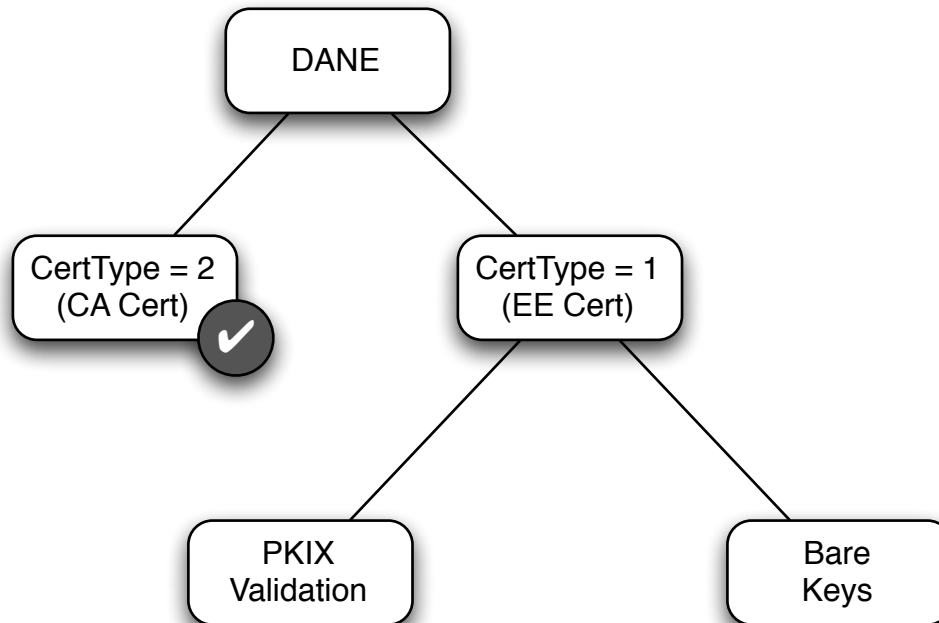 DANE
CertType = 2
(CA Cert)
CertType = 1
(EE Cert)
PKIX
Validation
Bare
Keys